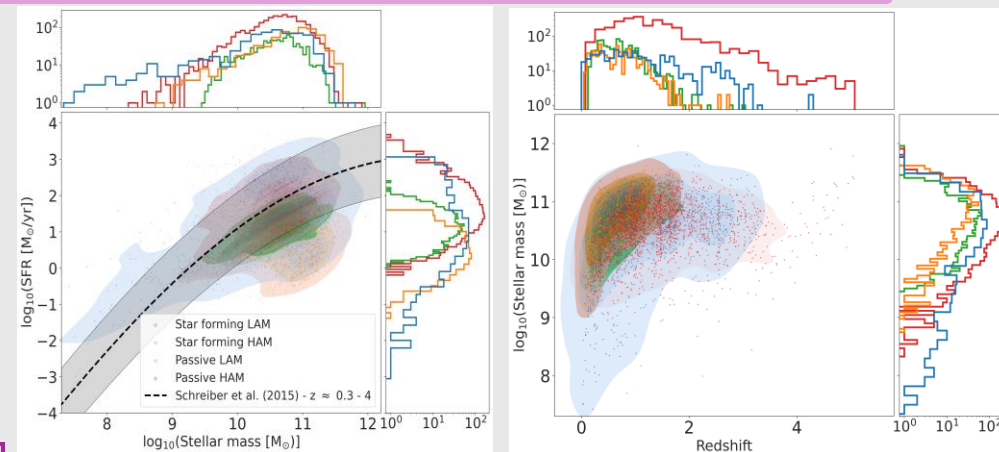 10²
10¹
10⁰
4
3
2
1
0
−1
−2
−3
−4
log₁₀(SFR [M⊙/yr])
Star forming LAM
Star forming HAM
Passive LAM
Passive HAM
Schreiber et al. (2015) - z ≈ 0.3 - 4
8 9 10 11 12
log₁₀(Stellar mass [M⊙])
10⁰ 10¹ 10²
10²
10¹
10⁰
12
11
10
9
8
log₁₀(Stellar mass [M⊙])
0 2 4
Redshift
10⁰ 10¹ 10²